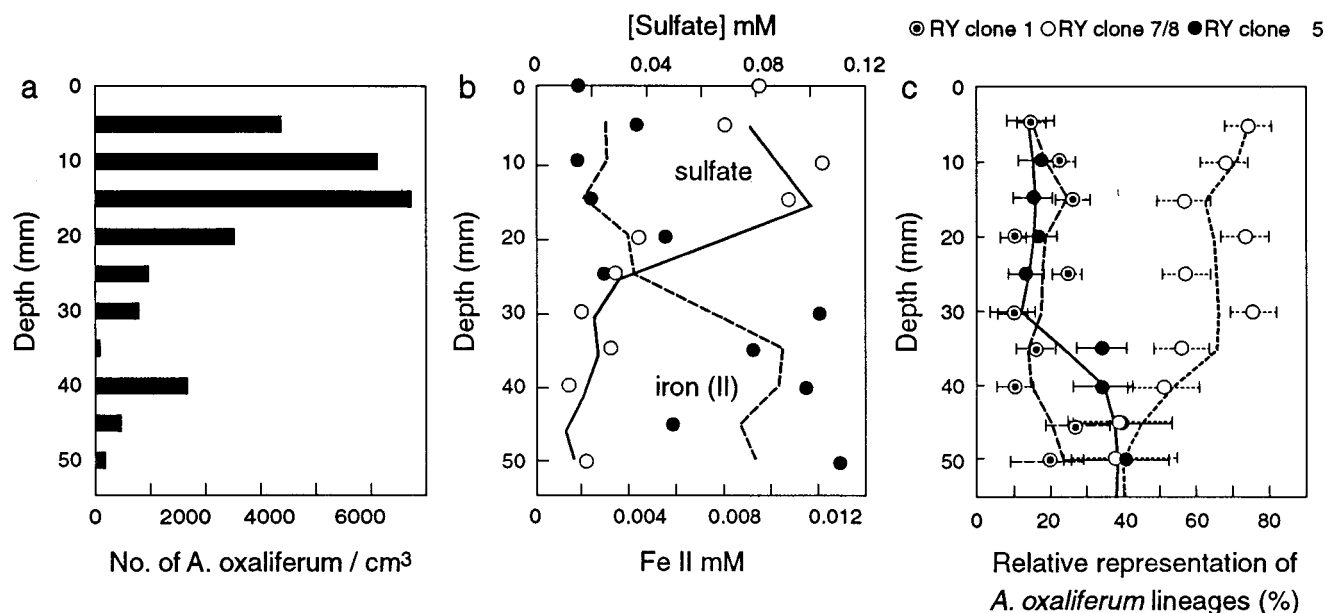 [Sulfate] mM
RY clone 1 RY clone 7/8 RY clone 5
a
b
c
0 0.04 0.08 0.12
Depth (mm)
0
10
20
30
40
50
0 2000 4000 6000
No. of A. oxaliferum / cm³
Depth (mm)
0
10
20
30
40
50
sulfate
iron (II)
0 0.004 0.008 0.012
Fe II mM
Depth (mm)
0
10
20
30
40
50
0 20 40 60 80
Relative representation of
A. oxaliferum lineages (%)